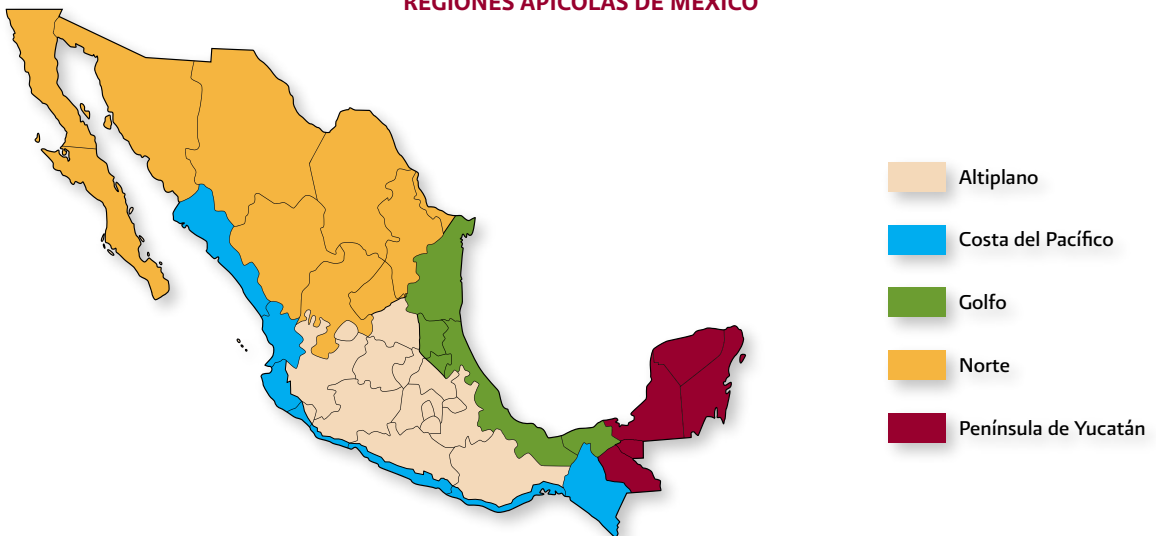 REGIONES APÍCOLAS DE MÉXICO
Altiplano
Costa del Pacífico
Golfo
Norte
Península de Yucatán